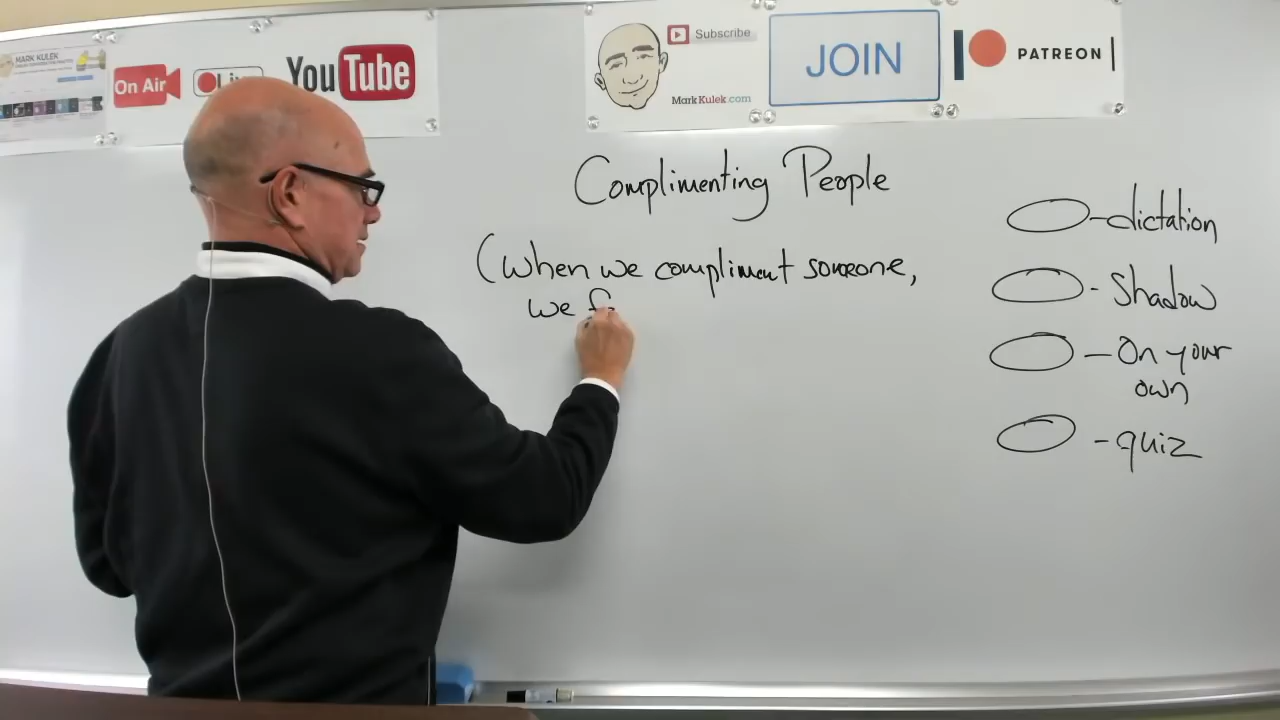 MARK KULEK
On Air
YouTube
Subscribe
MarkKulek.com
JOIN
PATREON
Complimenting People
(When we compliment someone,
we
-dictation
- Shadow
- On your
own
- quiz